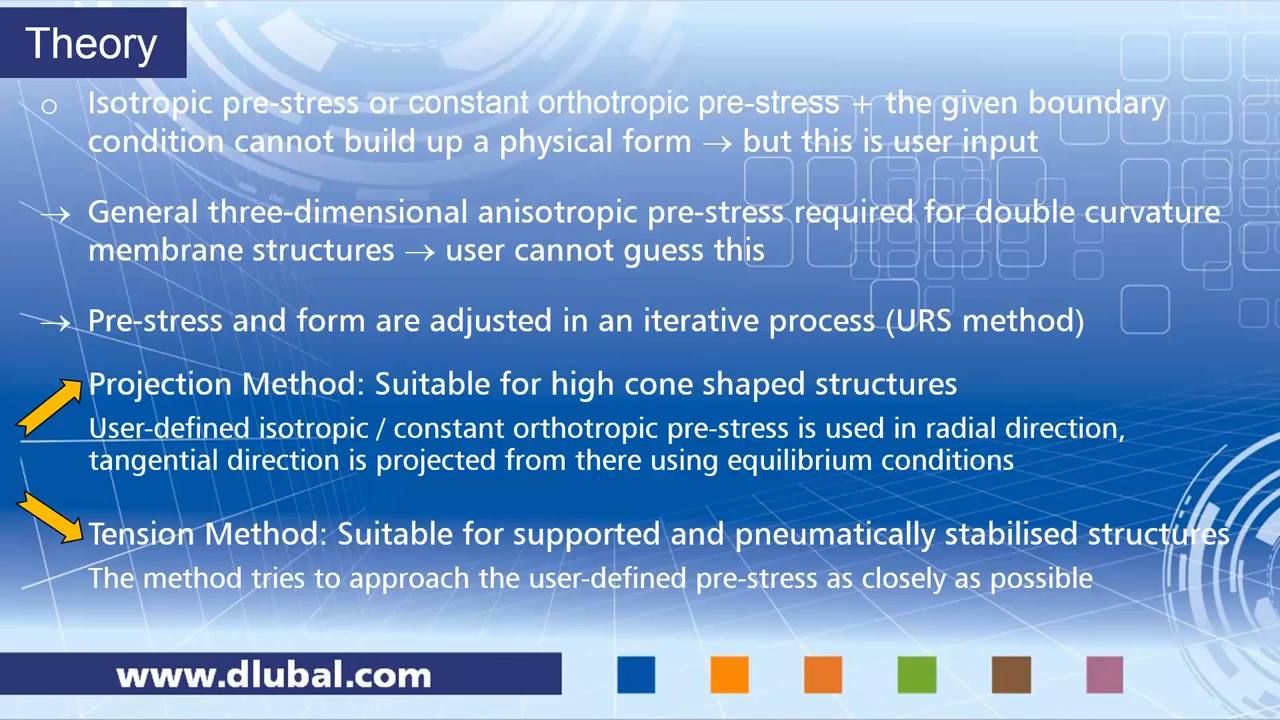 Theory
○ Isotropic pre-stress or constant orthotropic pre-stress + the given boundary
condition cannot build up a physical form → but this is user input
→ General three-dimensional anisotropic pre-stress required for double curvature
membrane structures → user cannot guess this
→ Pre-stress and form are adjusted in an iterative process (URS method)
Projection Method: Suitable for high cone shaped structures
User-defined isotropic / constant orthotropic pre-stress is used in radial direction,
tangential direction is projected from there using equilibrium conditions
Tension Method: Suitable for supported and pneumatically stabilised structures
The method tries to approach the user-defined pre-stress as closely as possible
www.dlubal.com